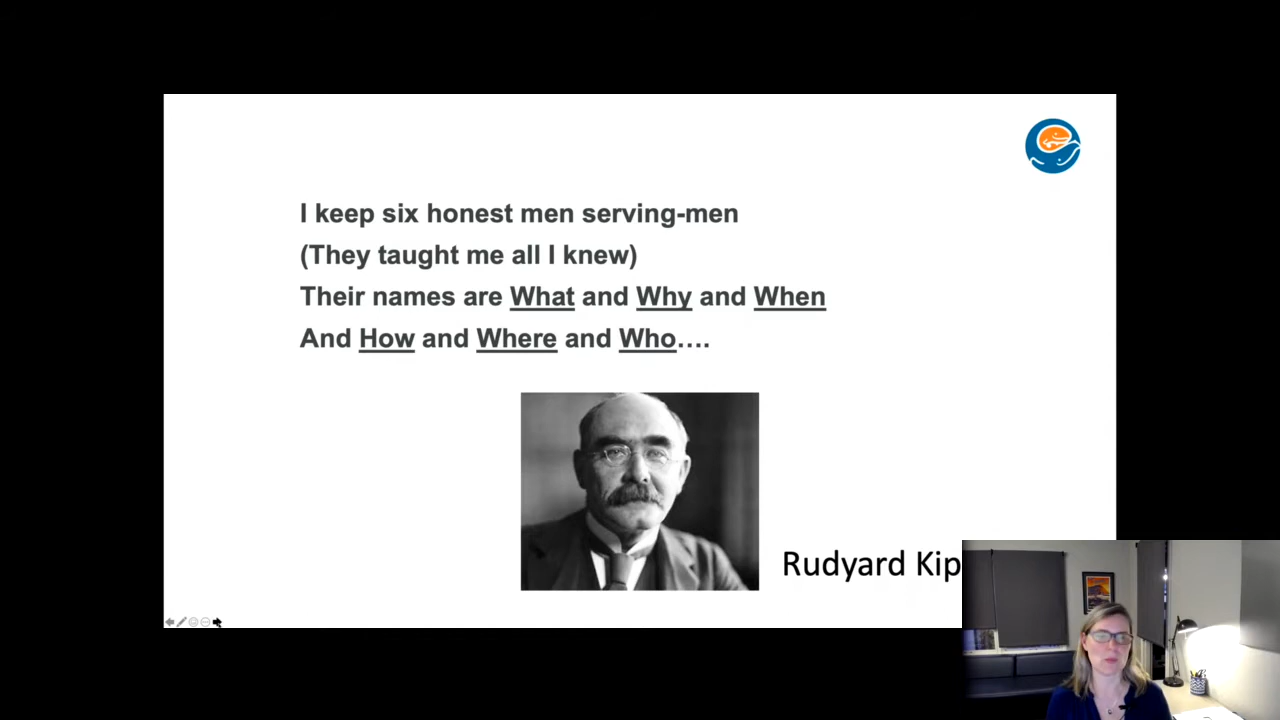 I keep six honest men serving-men
(They taught me all I knew)
Their names are What and Why and When
And How and Where and Who….
Rudyard Kip